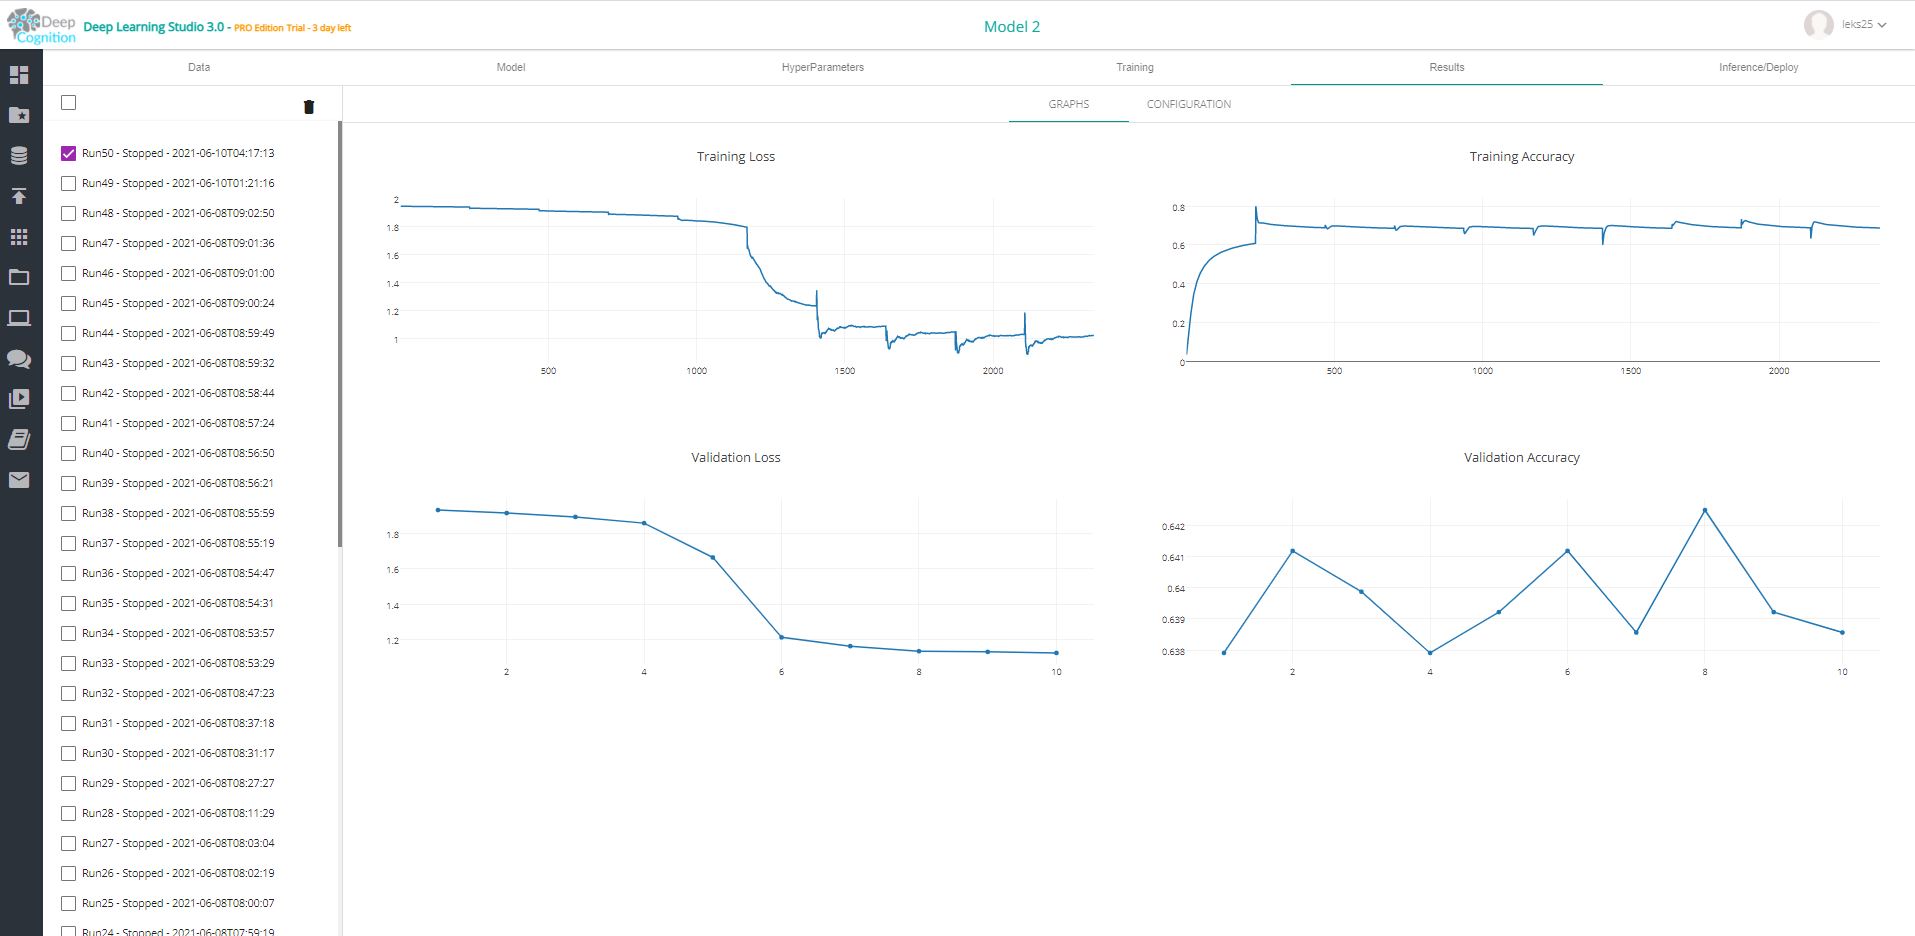 Deep
Cognition
Deep Learning Studio 3.0 - PRO Edition Trial - 3 day left
Model 2
leks25
Data
Model
HyperParameters
Training
Results
Inference/Deploy
GRAPHS
CONFIGURATION
Run50 - Stopped - 2021-06-10T04:17:13
Run49 - Stopped - 2021-06-10T01:21:16
Run48 - Stopped - 2021-06-08T09:02:50
Run47 - Stopped - 2021-06-08T09:01:36
Run46 - Stopped - 2021-06-08T09:01:00
Run45 - Stopped - 2021-06-08T09:00:24
Run44 - Stopped - 2021-06-08T08:59:49
Run43 - Stopped - 2021-06-08T08:59:32
Run42 - Stopped - 2021-06-08T08:58:44
Run41 - Stopped - 2021-06-08T08:57:24
Run40 - Stopped - 2021-06-08T08:56:50
Run39 - Stopped - 2021-06-08T08:56:21
Run38 - Stopped - 2021-06-08T08:55:59
Run37 - Stopped - 2021-06-08T08:55:19
Run36 - Stopped - 2021-06-08T08:54:47
Run35 - Stopped - 2021-06-08T08:54:31
Run34 - Stopped - 2021-06-08T08:53:57
Run33 - Stopped - 2021-06-08T08:53:29
Run32 - Stopped - 2021-06-08T08:47:23
Run31 - Stopped - 2021-06-08T08:37:18
Run30 - Stopped - 2021-06-08T08:31:17
Run29 - Stopped - 2021-06-08T08:27:27
Run28 - Stopped - 2021-06-08T08:11:29
Run27 - Stopped - 2021-06-08T08:03:04
Run26 - Stopped - 2021-06-08T08:02:19
Run25 - Stopped - 2021-06-08T08:00:07
Run24 - Stopped - 2021-06-08T07:59:19
Training Loss
2
1.8
1.6
1.4
1.2
1
500 1000 1500 2000
Training Accuracy
0.8
0.6
0.4
0.2
0
500 1000 1500 2000
Validation Loss
1.8
1.6
1.4
1.2
2 4 6 8 10
Validation Accuracy
0.642
0.641
0.64
0.639
0.638
2 4 6 8 10